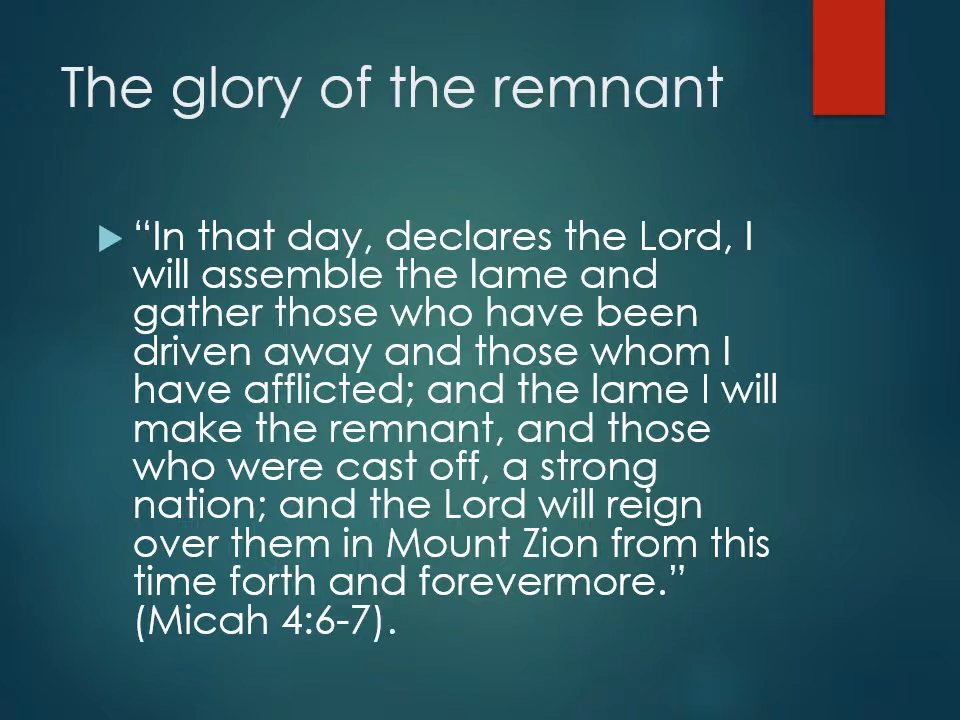 The glory of the remnant
“In that day, declares the Lord, I
will assemble the lame and
gather those who have been
driven away and those whom I
have afflicted; and the lame I will
make the remnant, and those
who were cast off, a strong
nation; and the Lord will reign
over them in Mount Zion from this
time forth and forevermore.”
(Micah 4:6-7).